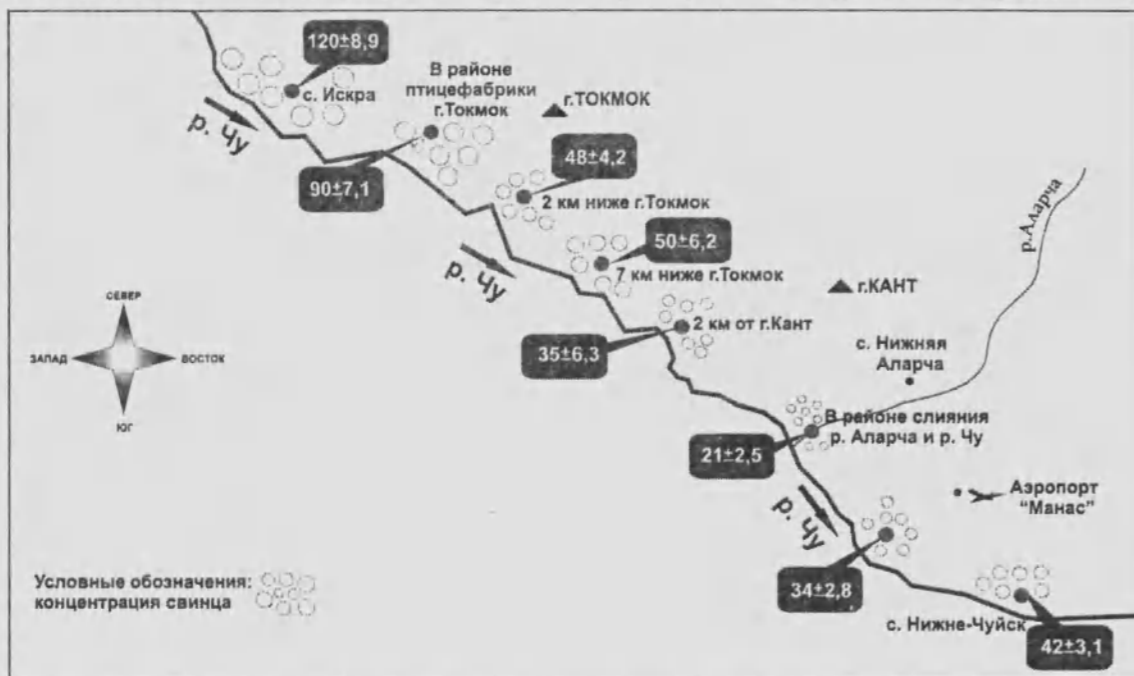 120±8,9
с. Искра
р. Чу
В районе
птицефабрики
г.Токмок
г.ТОКМОК
90±7,1
48±4,2
2 км ниже г.Токмок
50±6,2
7 км ниже г.Токмок
р. Чу
р.Аларча
г.КАНТ
2 км от г.Кант
35±6,3
с. Нижняя
Аларча
СЕВЕР
ЗАПАД
ВОСТОК
ЮГ
В районе слияния
р. Аларча и р. Чу
21±2,5
р. Чу
Аэропорт
"Манас"
34±2,8
Условные обозначения:
концентрация свинца
с. Нижне-Чуйск
42±3,1